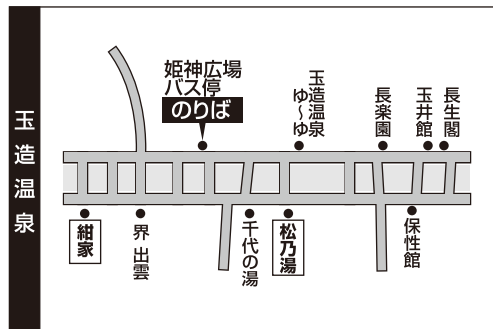 玉造温泉
姫神広場
バス停
のりば
玉造温泉
ゆ〜ゆ
長楽園
玉井館
長生閣
紺家
界 出雲
千代の湯
松乃湯
保性館